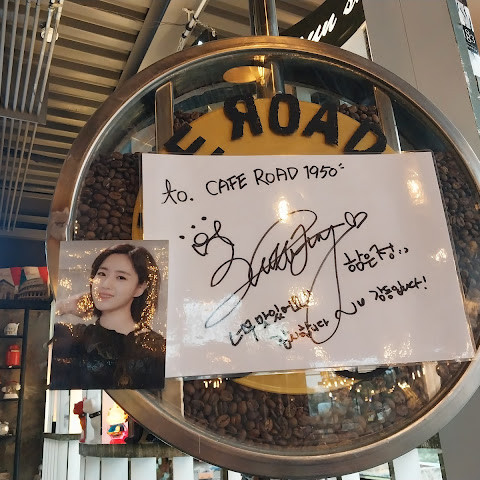 ROAD
to. CAFE ROAD 1950
함은정
너무 맛있어요!
감사합니다
감동입니다!